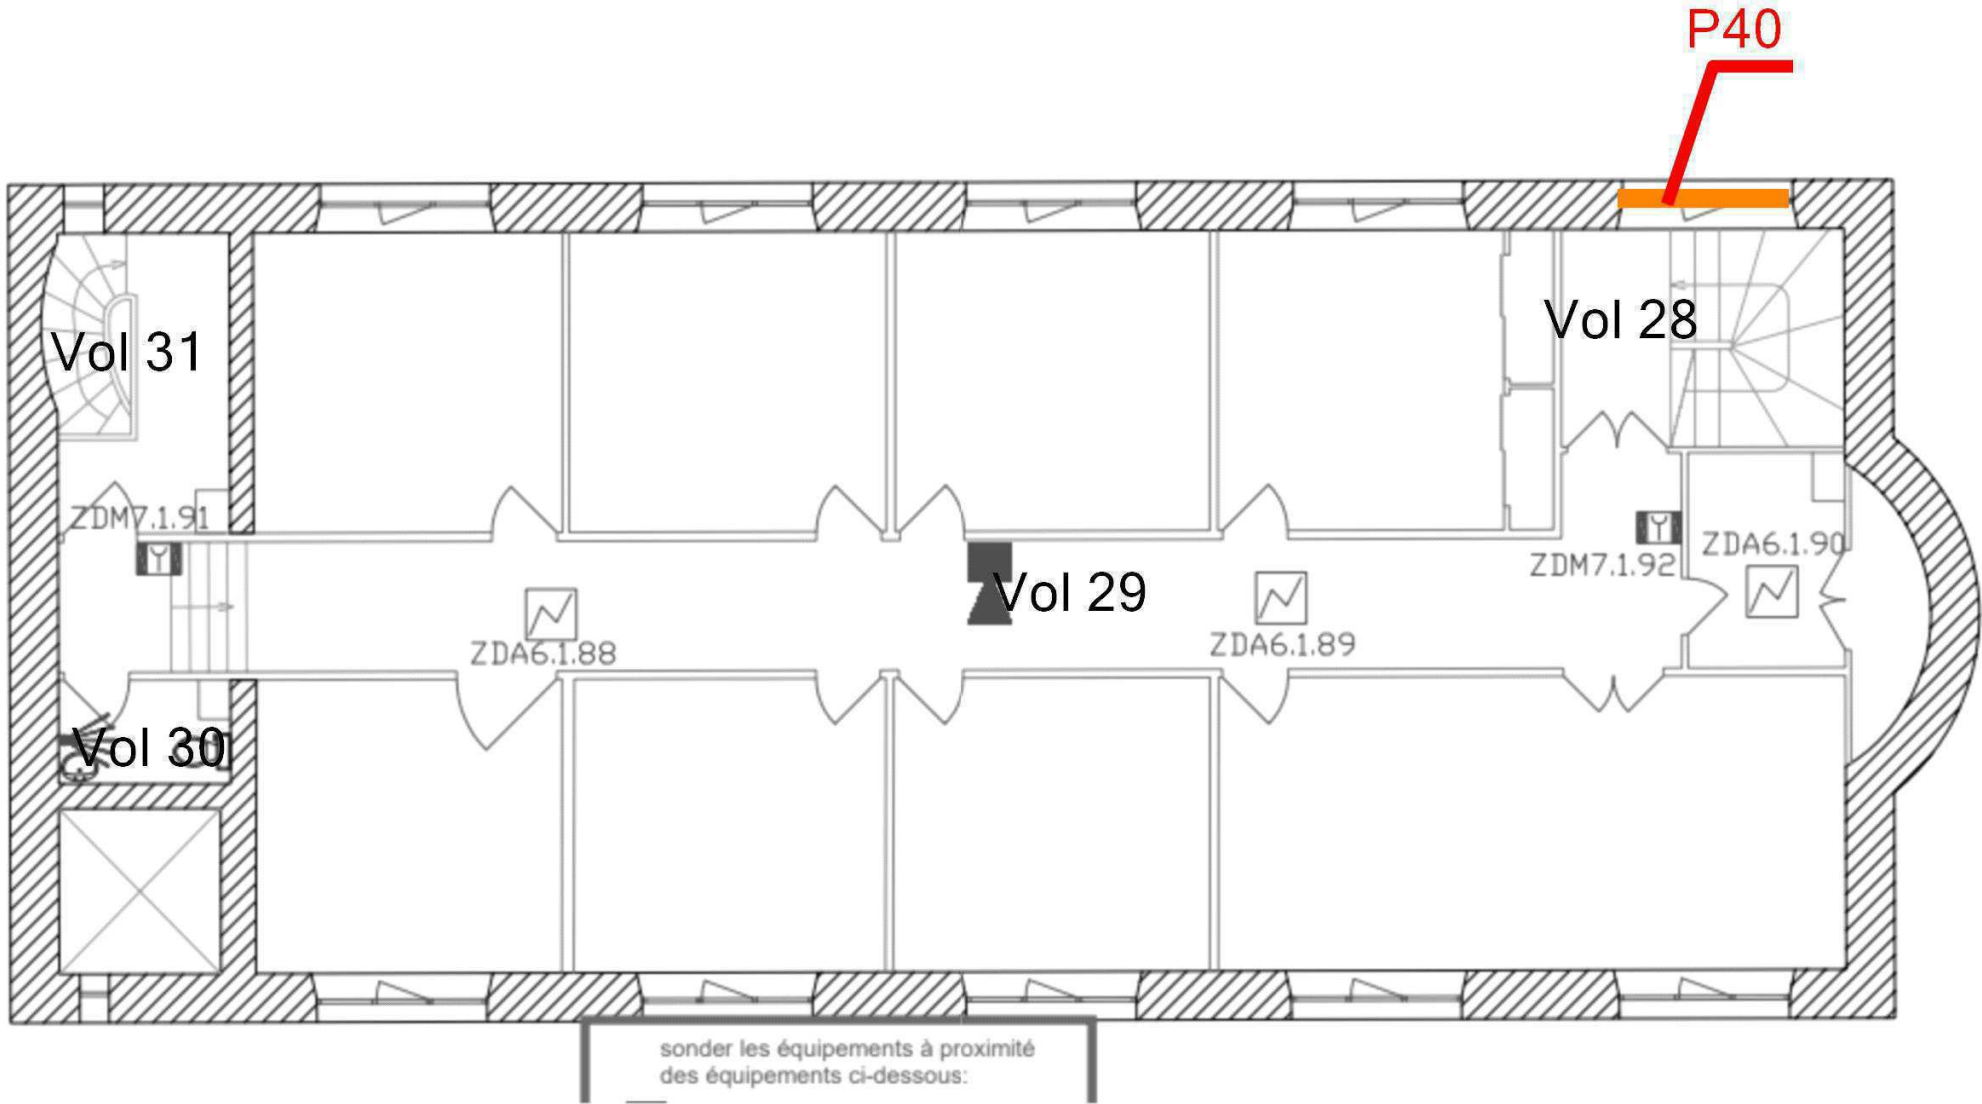 P40
Vol 31
Vol 28
ZDM7.1.91
ZDA6.1.90
ZDM7.1.92
Vol 29
ZDA6.1.88
ZDA6.1.89
Vol 30
sonder les équipements à proximité
des équipements ci-dessous: